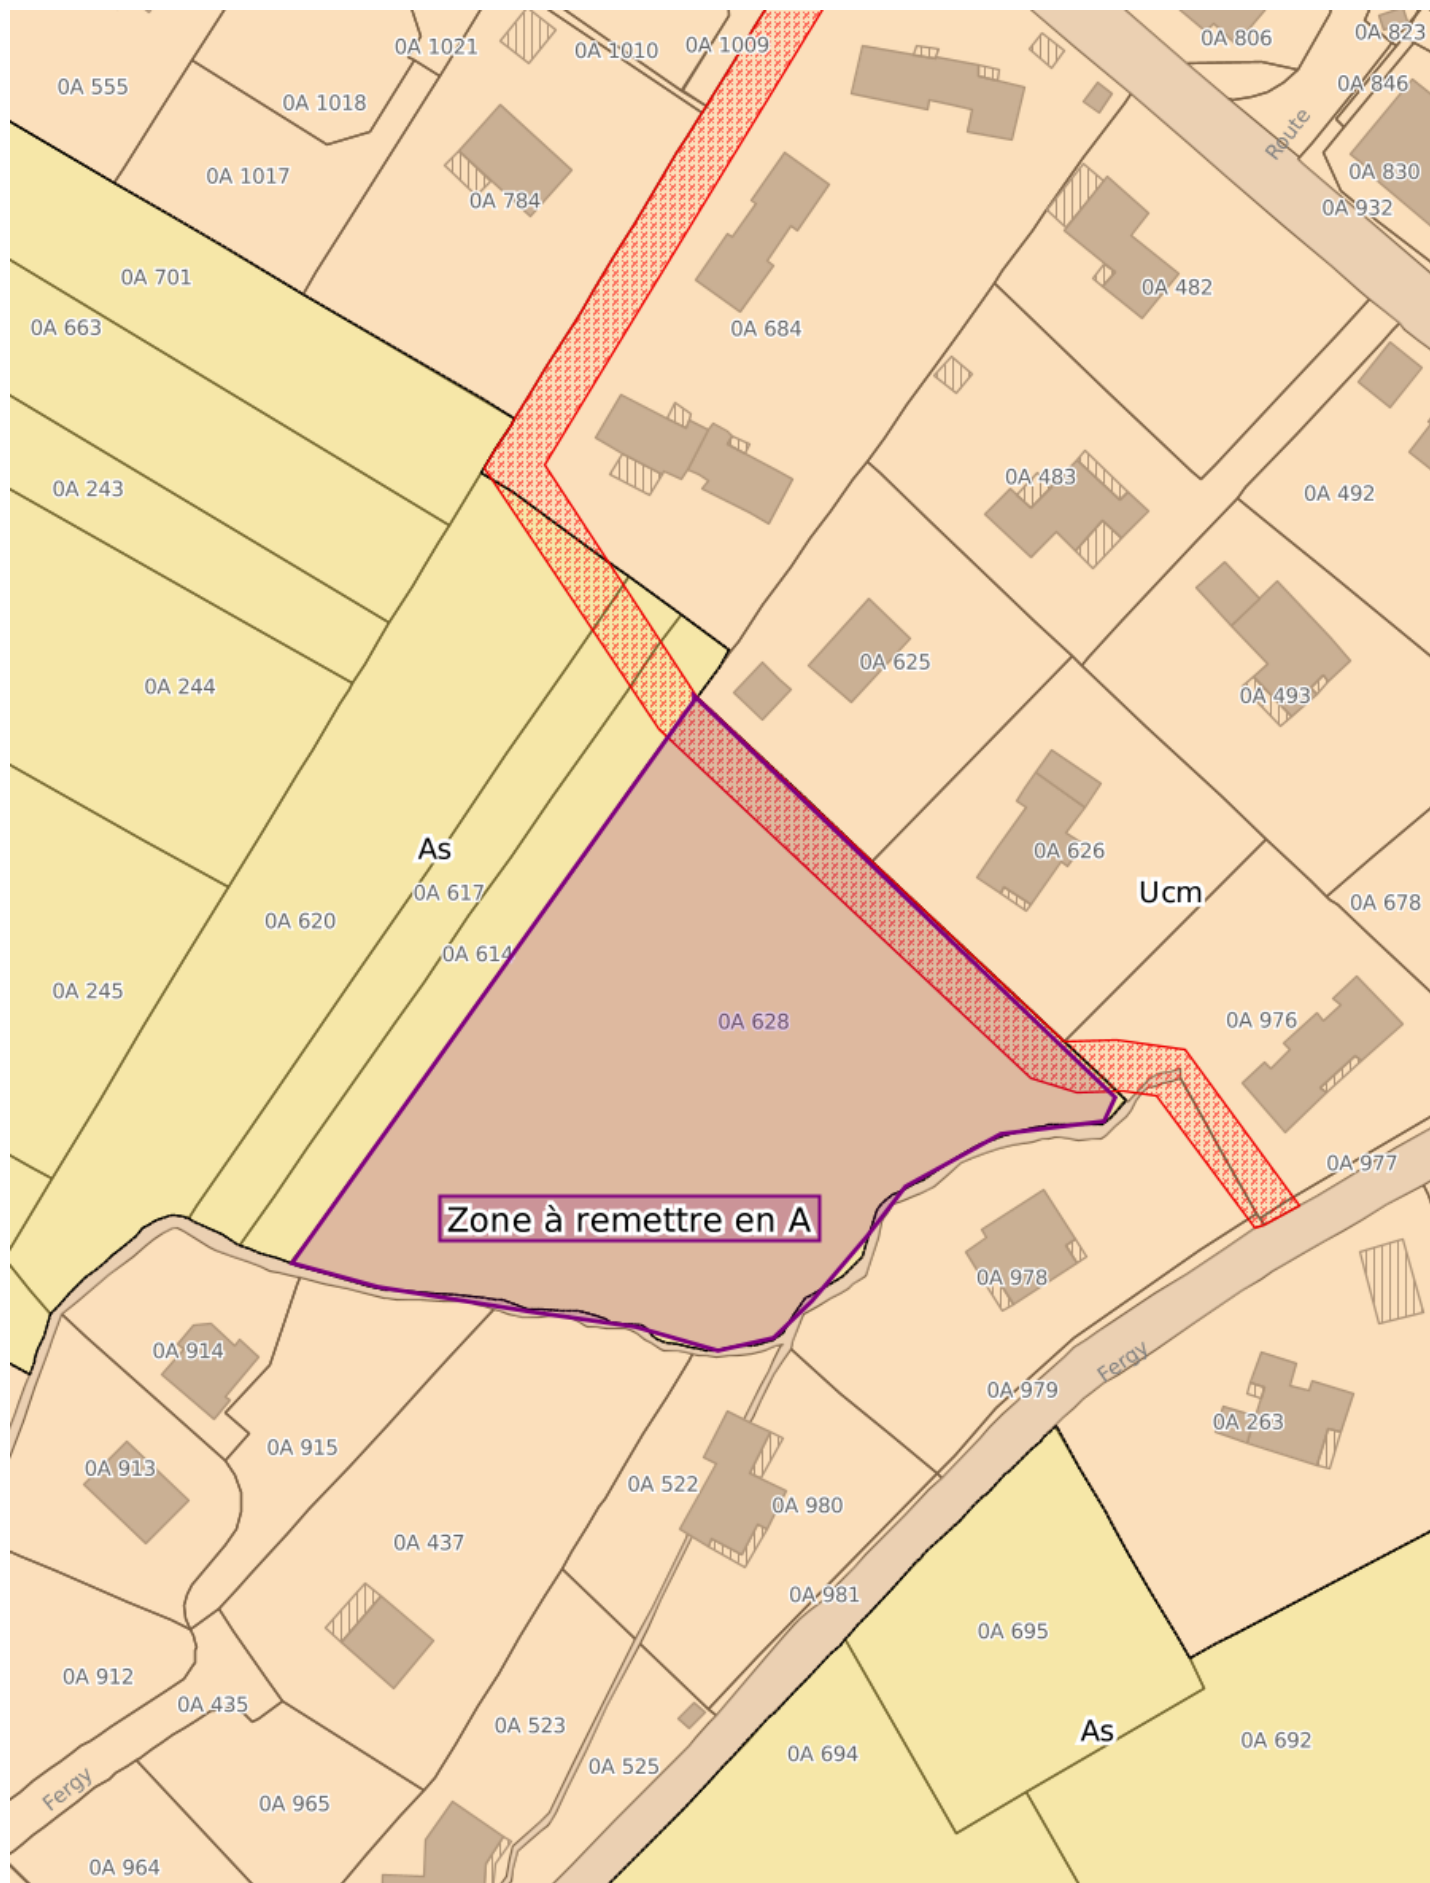 0A 1021
0A 1010
0A 1009
0A 806
0A 823
0A 555
0A 1018
0A 846
Route
0A 1017
0A 784
0A 830
0A 932
0A 701
0A 482
0A 663
0A 684
0A 243
0A 483
0A 492
0A 625
0A 244
0A 493
As
0A 626
0A 617
Ucm
0A 678
0A 620
0A 614
0A 245
0A 628
0A 976
0A 977
Zone à remettre en A
0A 978
0A 914
Fergy
0A 979
0A 263
0A 915
0A 913
0A 522
0A 980
0A 437
0A 981
0A 695
0A 912
0A 435
0A 523
As
0A 692
0A 694
0A 525
Fergy
0A 965
0A 964